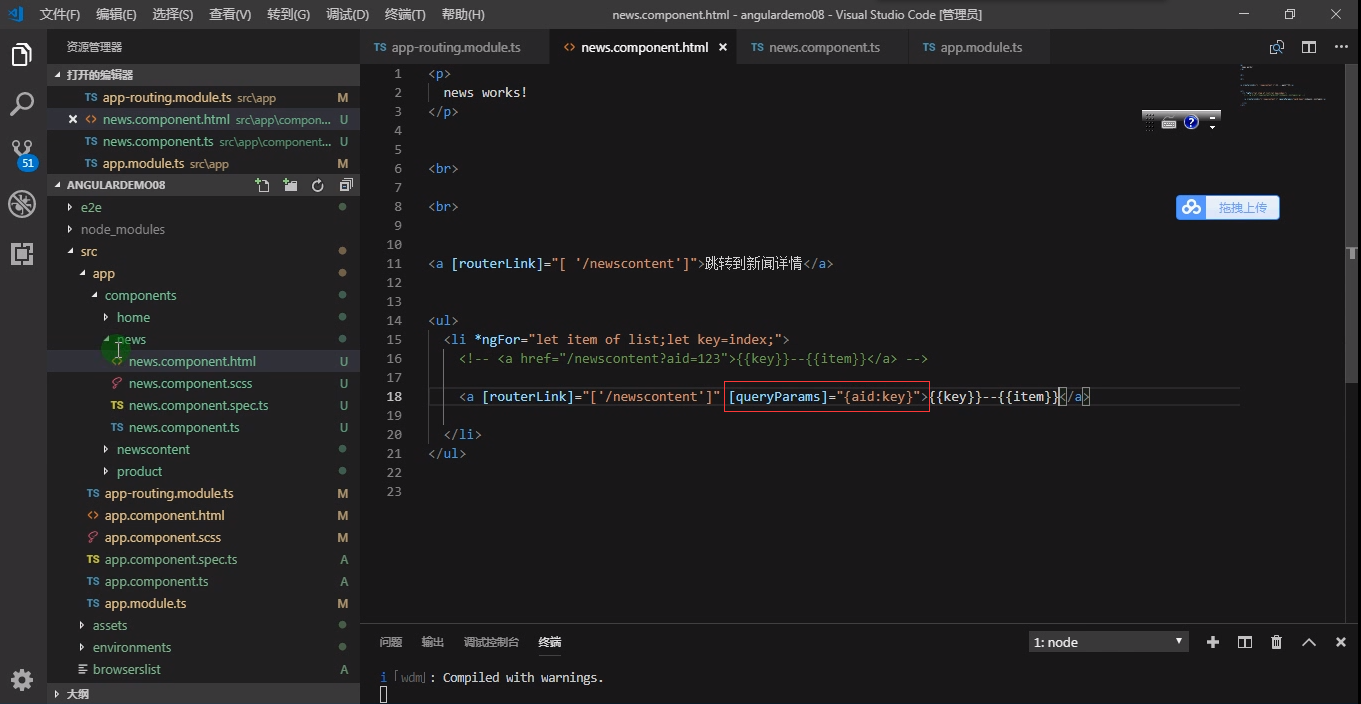 文件(F) 编辑(E) 选择(S) 查看(V) 转到(G) 调试(D) 终端(T) 帮助(H) news.component.html - angulardemo08 - Visual Studio Code [管理员]
资源管理器 TS app-routing.module.ts <> news.component.html × TS news.component.ts TS app.module.ts
打开的编辑器
TS app-routing.module.ts src\app M
× <> news.component.html src\app\compon... U
TS news.component.ts src\app\component... U
TS app.module.ts src\app M
51
ANGULARDEMO08
e2e
node_modules
src
app
components
home
news
<> news.component.html U
news.component.scss U
TS news.component.spec.ts U
TS news.component.ts U
newscontent
product
TS app-routing.module.ts M
<> app.component.html M
app.component.scss M
TS app.component.spec.ts A
TS app.component.ts A
TS app.module.ts M
assets
environments
browserslist A
大纲
1 <p>
2 news works!
3 </p>
4
5
6 <br>
7
8 <br>
9
10
11 <a [routerLink]="[ '/newscontent']">跳转到新闻详情</a>
12
13
14 <ul>
15 <li *ngFor="let item of list;let key=index;">
16 <!-- <a href="/newscontent?aid=123">{{key}}--{{item}}</a> -->
17
18 <a [routerLink]="['/newscontent']" [queryParams]="{aid:key}">{{key}}--{{item}}</a>
19
20 </li>
21 </ul>
22
23
?
拖拽上传
问题 输出 调试控制台 终端 1: node
i 「wdm」: Compiled with warnings.